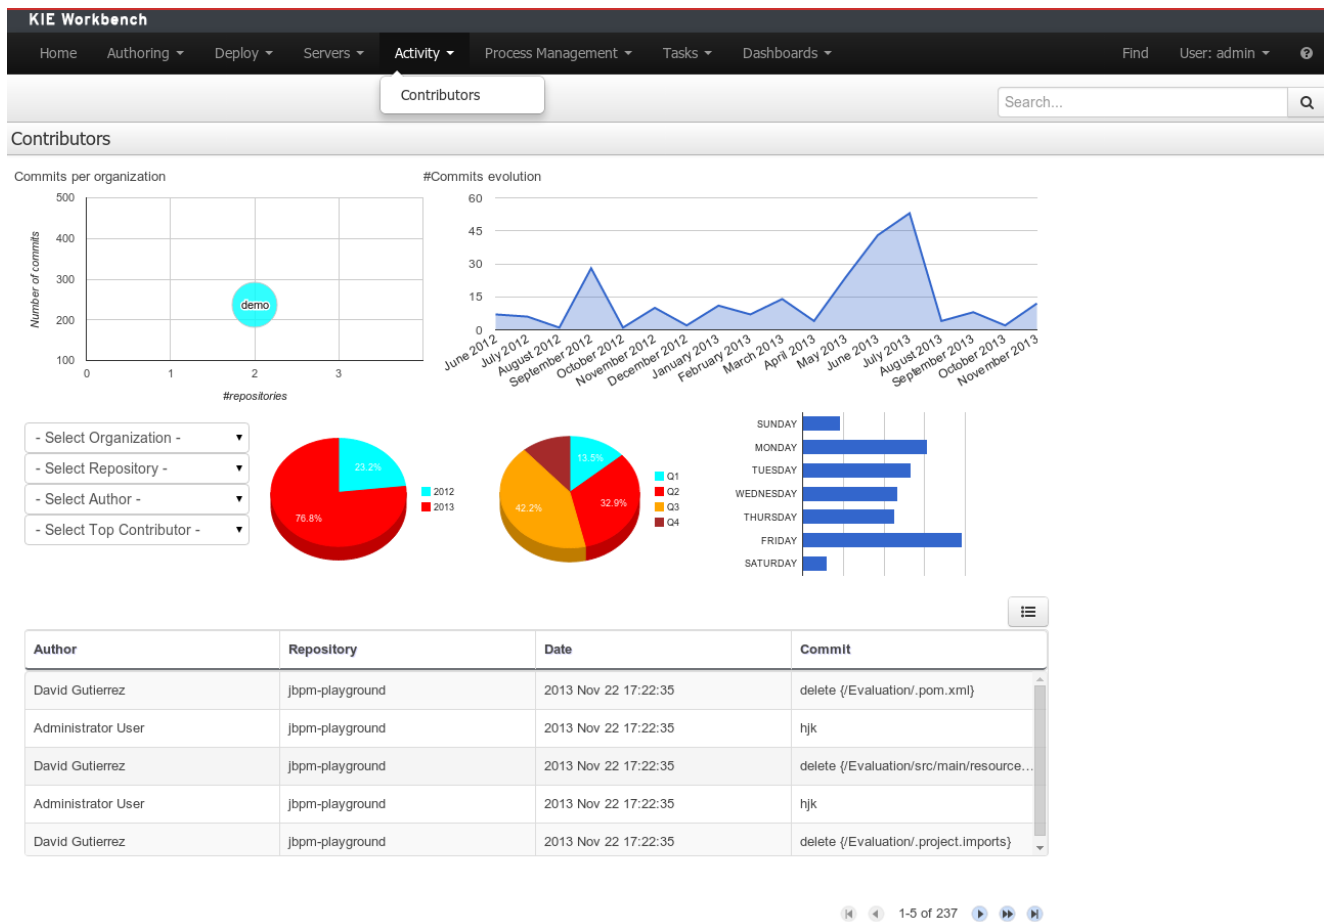 KIE Workbench
Home Authoring Deploy Servers Activity Process Management Tasks Dashboards Find User: admin
Contributors
Search...
Contributors
Commits per organization
500
400
300
200
100
Number of commits
demo
0 1 2 3
#repositories
#Commits evolution
60
45
30
15
0
June 2012 July 2012 August 2012 September 2012 October 2012 November 2012 December 2012 January 2013 February 2013 March 2013 April 2013 May 2013 June 2013 July 2013 August 2013 September 2013 October 2013 November 2013
- Select Organization -
- Select Repository -
- Select Author -
- Select Top Contributor -
23.2%
76.8%
2012
2013
13.5%
32.9%
42.2%
Q1
Q2
Q3
Q4
SUNDAY
MONDAY
TUESDAY
WEDNESDAY
THURSDAY
FRIDAY
SATURDAY
Author Repository Date Commit
David Gutierrez jbpm-playground 2013 Nov 22 17:22:35 delete {/Evaluation/.pom.xml}
Administrator User jbpm-playground 2013 Nov 22 17:22:35 hjk
David Gutierrez jbpm-playground 2013 Nov 22 17:22:35 delete {/Evaluation/src/main/resource...
Administrator User jbpm-playground 2013 Nov 22 17:22:35 hjk
David Gutierrez jbpm-playground 2013 Nov 22 17:22:35 delete {/Evaluation/.project.imports}
1-5 of 237